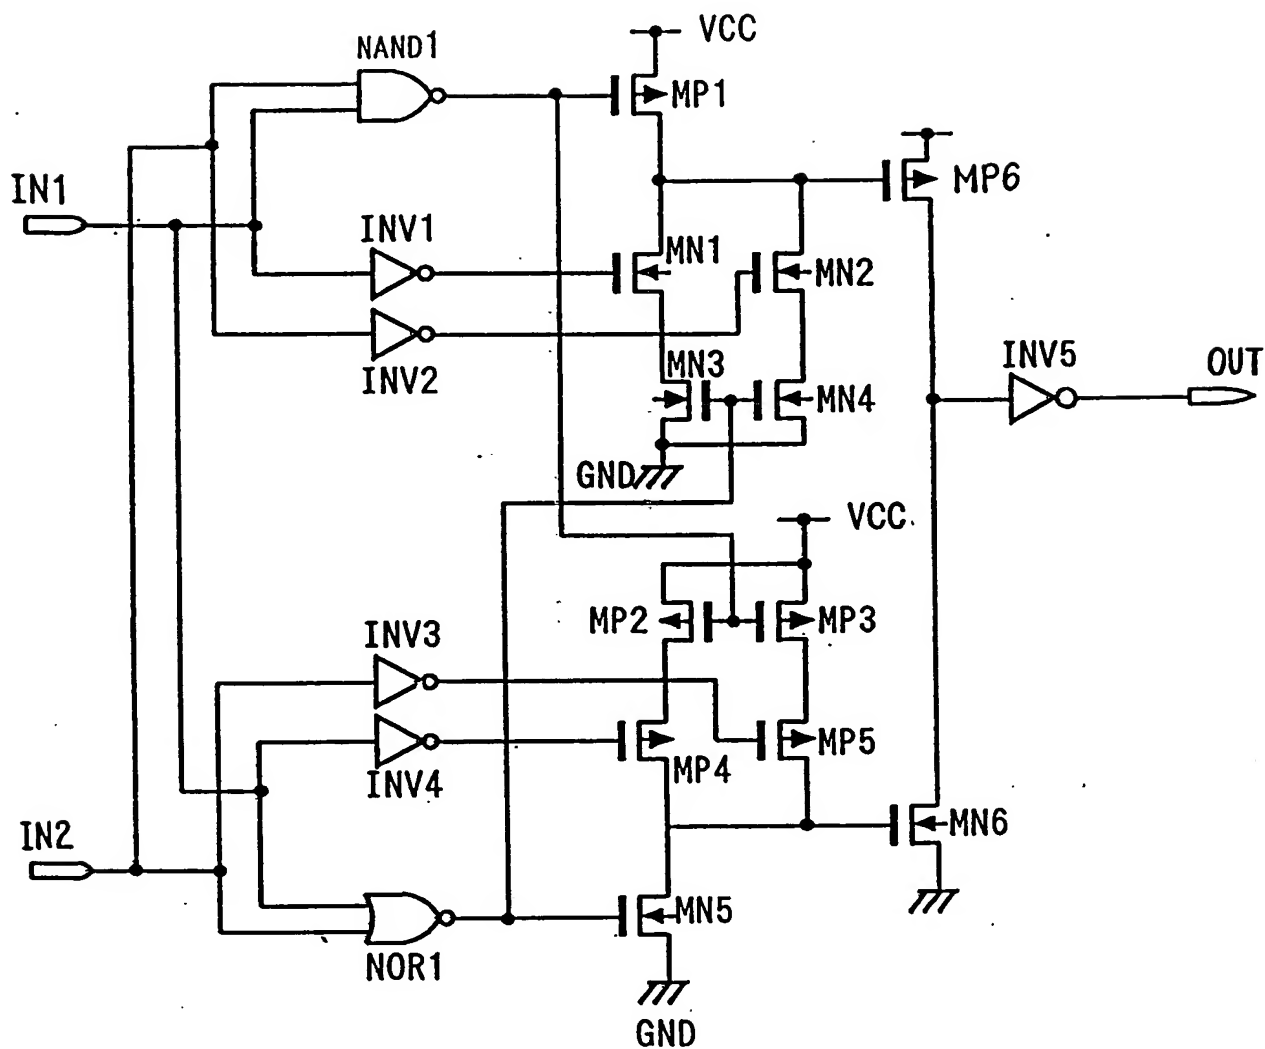 VCC
NAND1
MP1
MP6
IN1
INV1
MN1
MN2
INV2
MN3
MN4
INV5
OUT
GND
VCC
MP2
MP3
INV3
MP5
MP4
INV4
MN6
IN2
MN5
NOR1
GND